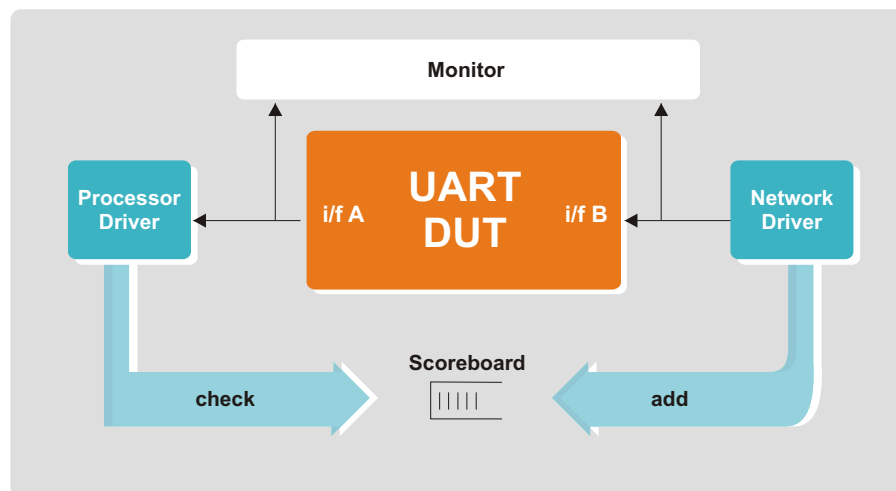 Monitor
Processor
Driver
i/f A
UART
DUT
i/f B
Network
Driver
Scoreboard
check
add